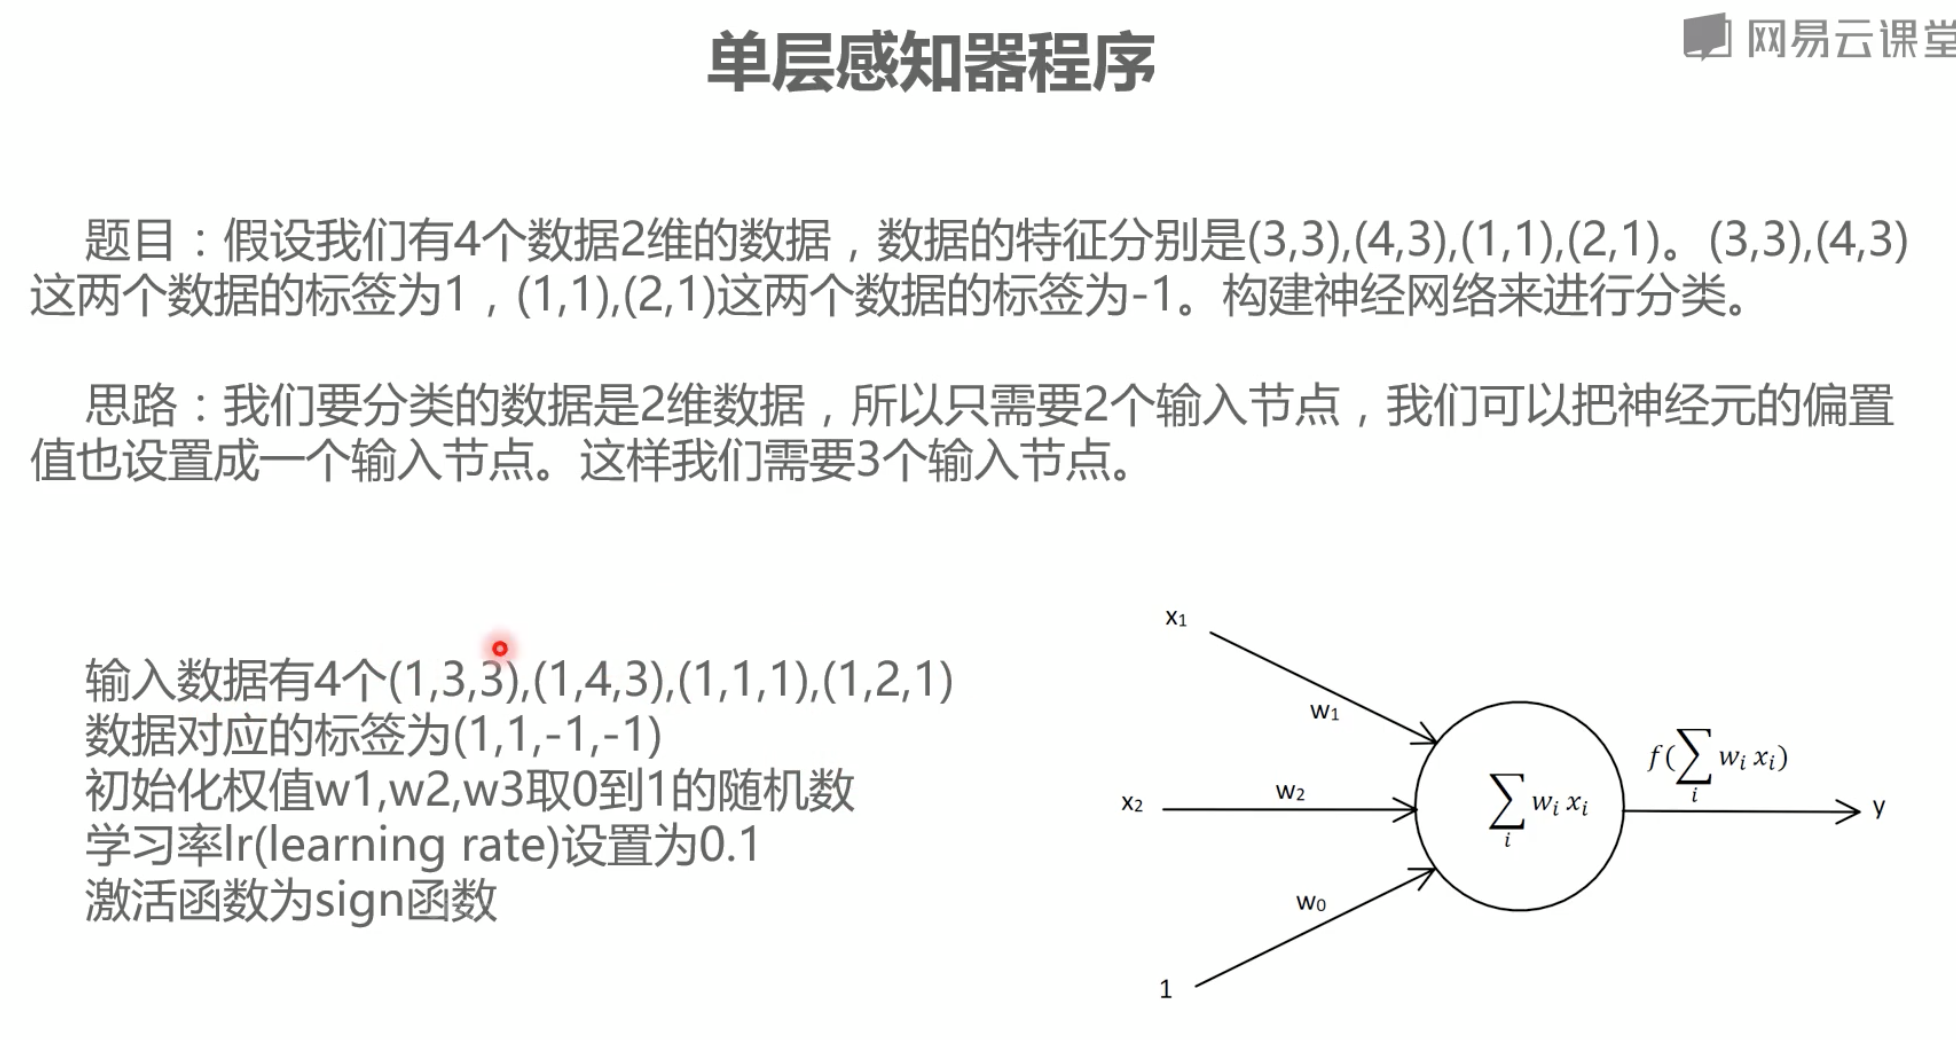 单层感知器程序
网易云课堂
题目：假设我们有4个数据2维的数据，数据的特征分别是(3,3),(4,3),(1,1),(2,1)。(3,3),(4,3)
这两个数据的标签为1，(1,1),(2,1)这两个数据的标签为-1。构建神经网络来进行分类。
思路：我们要分类的数据是2维数据，所以只需要2个输入节点，我们可以把神经元的偏置
值也设置成一个输入节点。这样我们需要3个输入节点。
输入数据有4个(1,3,3),(1,4,3),(1,1,1),(1,2,1)
数据对应的标签为(1,1,-1,-1)
初始化权值w1,w2,w3取0到1的随机数
学习率lr(learning rate)设置为0.1
激活函数为sign函数
x₁
w₁
x₂
w₂
w₀
1
∑ᵢ wᵢ xᵢ
f(∑ᵢ wᵢ xᵢ)
y